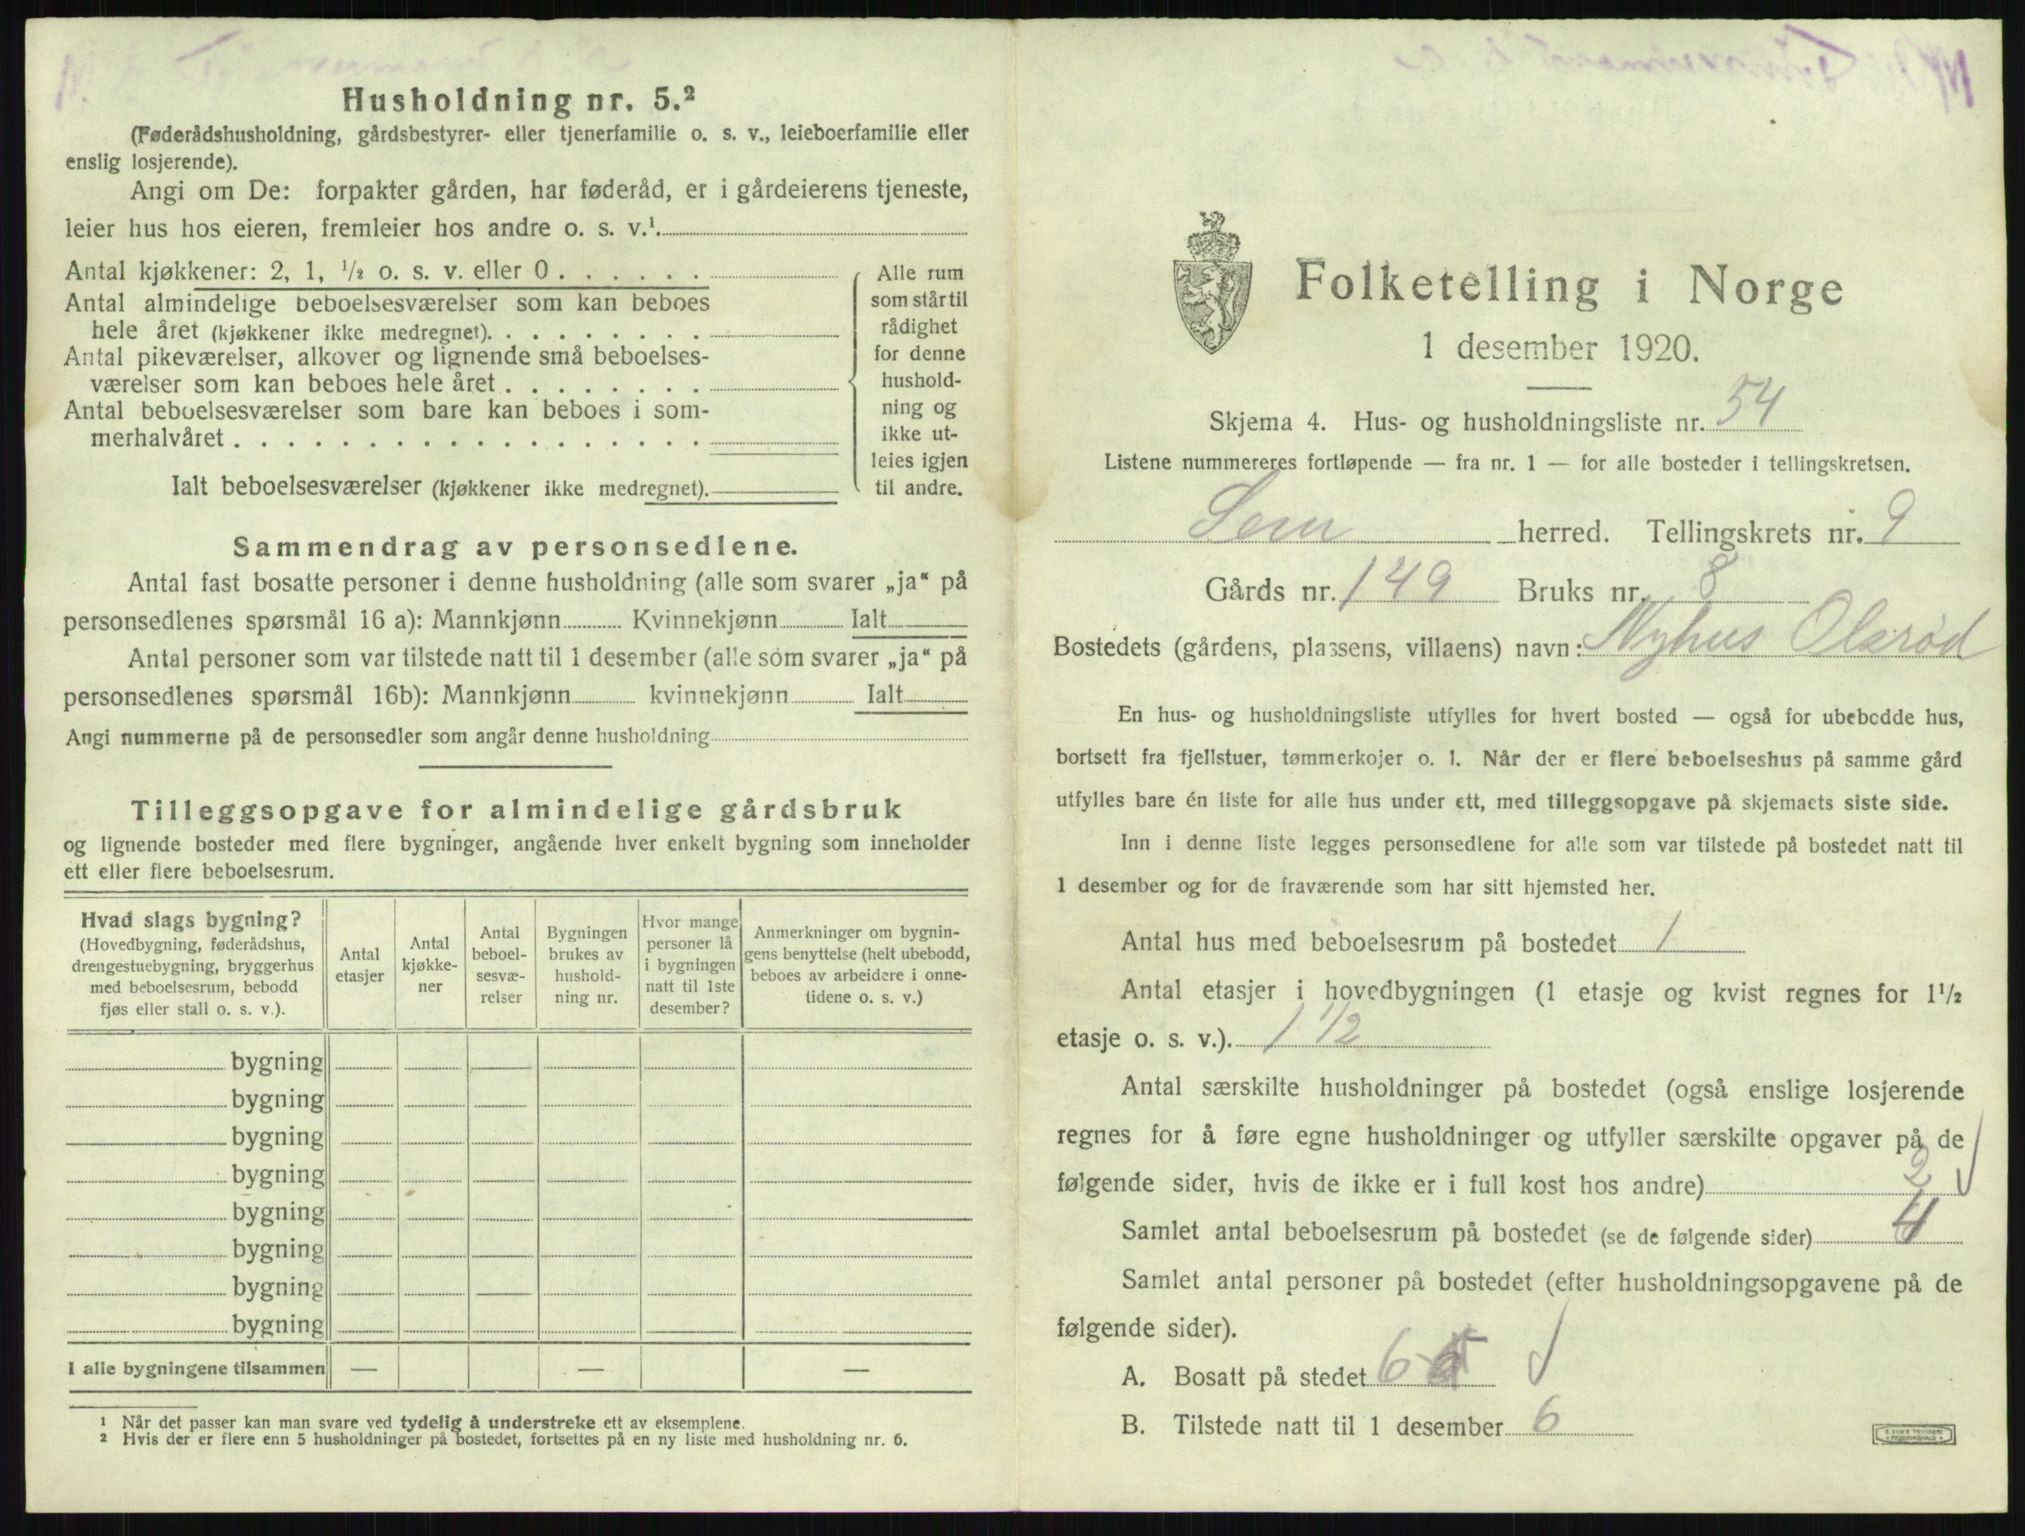 Husholdning nr. 5.²
(Føderådshusholdning, gårdsbestyrer- eller tjenerfamilie o. s. v., leieboerfamilie eller
enslig losjerende).
Angi om De: forpakter gården, har føderåd, er i gårdeierens tjeneste,
leier hus hos eieren, fremleier hos andre o. s. v.¹.
Antal kjøkkener: 2, 1, ½ o. s. v. eller 0 . . . . . .
Antal almindelige beboelsesværelser som kan beboes
hele året (kjøkkener ikke medregnet). . . . . . . . .
Antal pikeværelser, alkover og lignende små beboelses-
værelser som kan beboes hele året . . . . . . . .
Antal beboelsesværelser som bare kan beboes i som-
merhalvåret . . . . . . . . . . . . . . . . . .
Ialt beboelsesværelser (kjøkkener ikke medregnet).
Alle rum
som står til
rådighet
for denne
hushold-
ning og
ikke ut-
leies igjen
til andre.
Sammendrag av personsedlene.
Antal fast bosatte personer i denne husholdning (alle som svarer „ja“ på
personsedlenes spørsmål 16 a): Mannkjønn Kvinnekjønn Ialt
Antal personer som var tilstede natt til 1 desember (alle som svarer „ja“ på
personsedlenes spørsmål 16b): Mannkjønn kvinnekjønn Ialt
Angi nummerne på de personsedler som angår denne husholdning
Tilleggsopgave for almindelige gårdsbruk
og lignende bosteder med flere bygninger, angående hver enkelt bygning som inneholder
ett eller flere beboelsesrum.
Hvad slags bygning?
(Hovedbygning, føderådshus,
drengestuebygning, bryggerhus
med beboelsesrum, bebodd
fjøs eller stall o. s. v.).
Antal
etasjer
Antal
kjøkke-
ner
Antal
beboel-
sesvæ-
relser
Bygningen
brukes av
hushold-
ning nr.
Hvor mange
personer lå
i bygningen
natt til 1ste
desember?
Anmerkninger om bygnin-
gens benyttelse (helt ubebodd,
beboes av arbeidere i onne-
tidene o. s. v.)
bygning
bygning
bygning
bygning
bygning
bygning
bygning
bygning
I alle bygningene tilsammen — — —
¹ Når det passer kan man svare ved tydelig å understreke ett av eksemplene.
² Hvis der er flere enn 5 husholdninger på bostedet, fortsettes på en ny liste med husholdning nr. 6.
Folketelling i Norge
1 desember 1920.
Skjema 4. Hus- og husholdningsliste nr. 54
Listene nummereres fortløpende — fra nr. 1 — for alle bosteder i tellingskretsen.
Sem herred. Tellingskrets nr. 9
Gårds nr. 149 Bruks nr. 8
Bostedets (gårdens, plassens, villaens) navn: Nyhus Olsrød
En hus- og husholdningsliste utfylles for hvert bosted — også for ubebodde hus,
bortsett fra fjellstuer, tømmerkojer o. l. Når der er flere beboelseshus på samme gård
utfylles bare én liste for alle hus under ett, med tilleggsopgave på skjemaets siste side.
Inn i denne liste legges personsedlene for alle som var tilstede på bostedet natt til
1 desember og for de fraværende som har sitt hjemsted her.
Antal hus med beboelsesrum på bostedet 1
Antal etasjer i hovedbygningen (1 etasje og kvist regnes for 1½
etasje o. s. v.). 1 ½
Antal særskilte husholdninger på bostedet (også enslige losjerende
regnes for å føre egne husholdninger og utfyller særskilte opgaver på de
følgende sider, hvis de ikke er i full kost hos andre) 2
Samlet antal beboelsesrum på bostedet (se de følgende sider) 4
Samlet antal personer på bostedet (efter husholdningsopgavene på de
følgende sider).
A. Bosatt på stedet 6
B. Tilstede natt til 1 desember 6